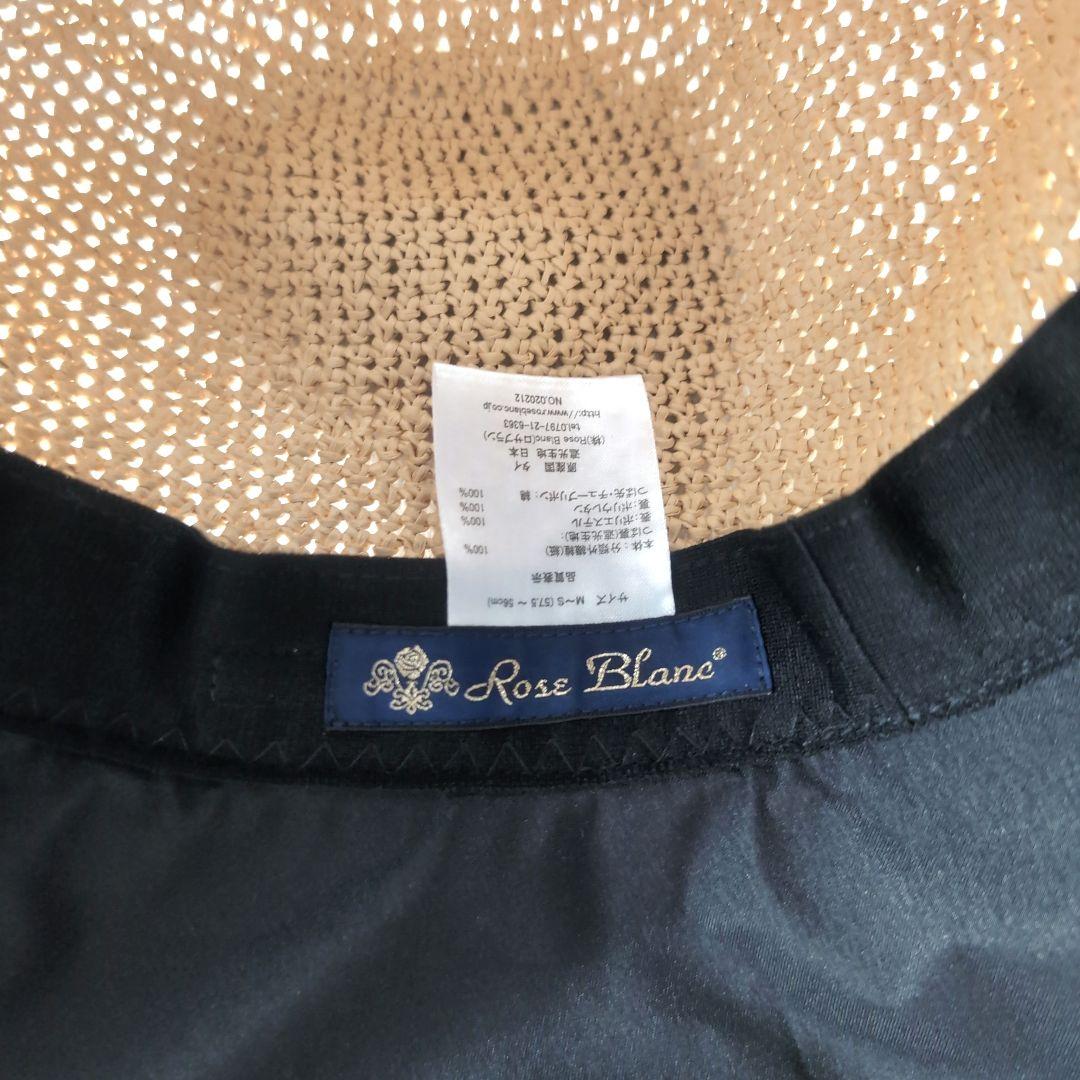 Rose Blanc®
サイズ M～S (57.5 ～ 56cm)
品質表示
本体：分類外繊維(紙) 100%
つば裏(遮光生地):
表:ポリエステル 100%
裏:ポリウレタン 100%
つば先・チューブリボン：綿 100%
原産国 タイ
遮光生地 日本
(株)Rose Blanc(ロサブラン)
tel.0797-21-6363
http://www.roseblanc.co.jp
NO.020212